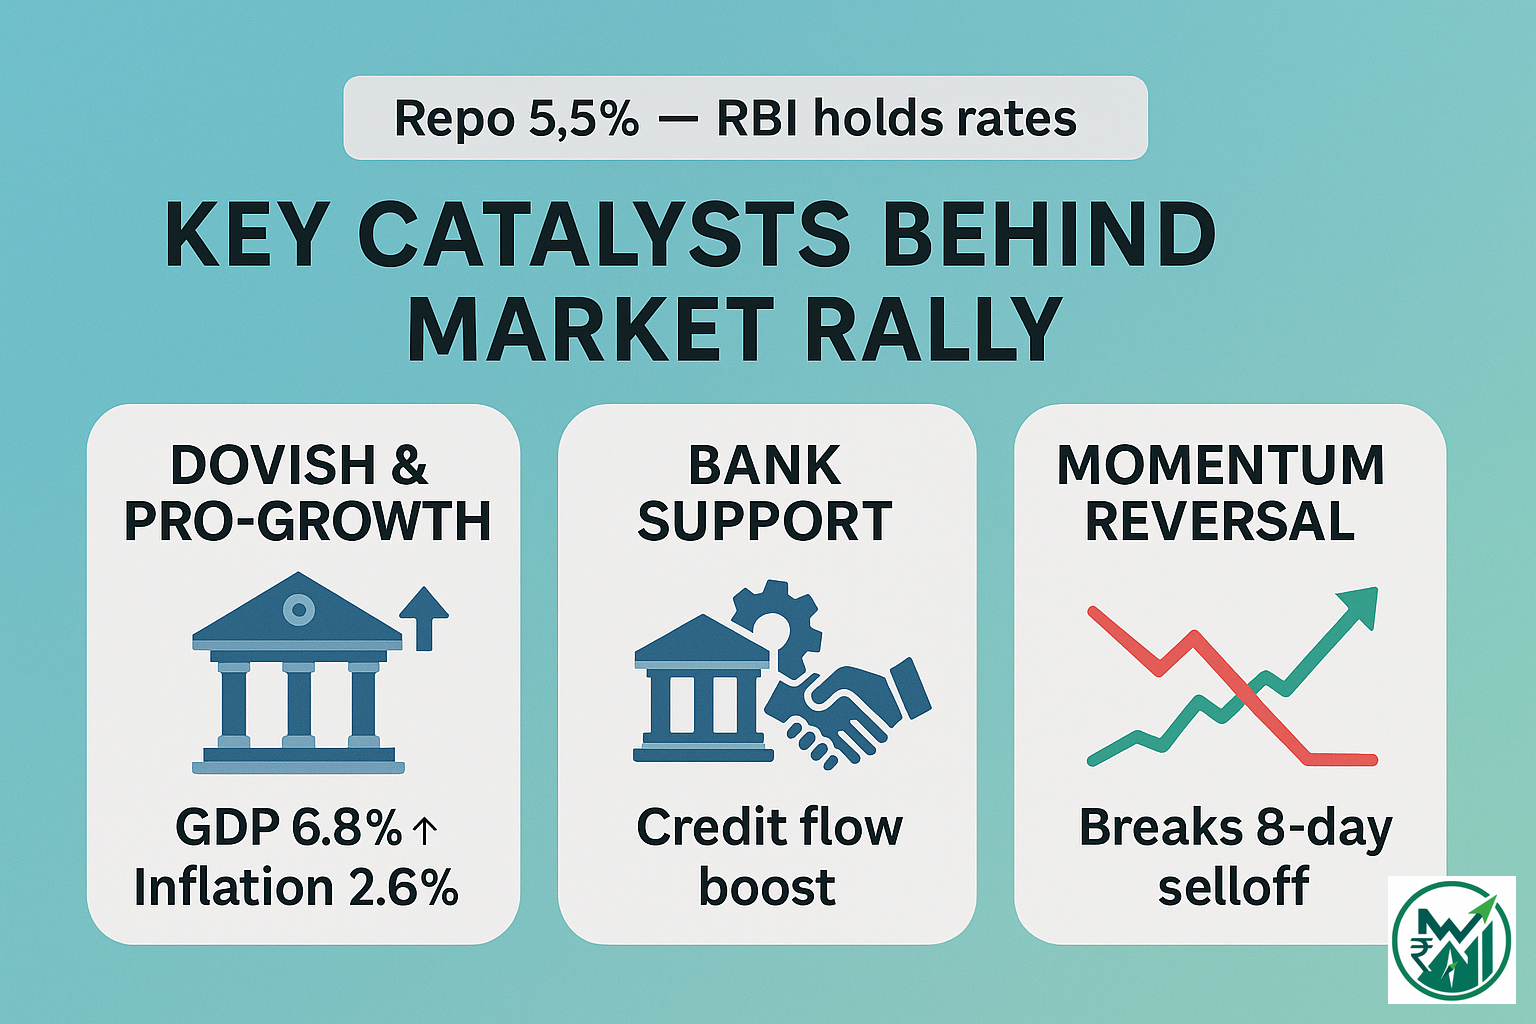 Repo 5,5% — RBI holds rates
KEY CATALYSTS BEHIND
MARKET RALLY
DOVISH &
PRO-GROWTH
GDP 6.8% ↑
Inflation 2.6%
BANK
SUPPORT
Credit flow
boost
MOMENTUM
REVERSAL
Breaks 8-day
selloff